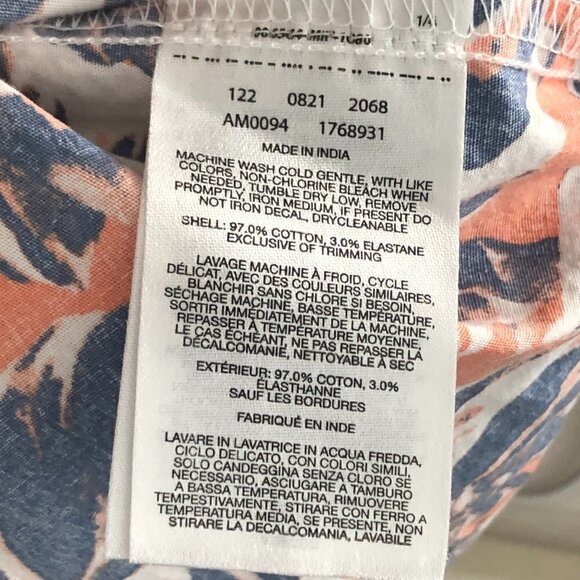 1/4
122 0821 2068
AM0094 1768931
MADE IN INDIA
MACHINE WASH COLD GENTLE, WITH LIKE
COLORS, NON-CHLORINE BLEACH WHEN
NEEDED, TUMBLE DRY LOW, REMOVE
PROMPTLY, IRON MEDIUM, IF PRESENT DO
NOT IRON DECAL, DRYCLEANABLE
SHELL: 97.0% COTTON, 3.0% ELASTANE
EXCLUSIVE OF TRIMMING
LAVAGE MACHINE À FROID, CYCLE
DÉLICAT, AVEC DES COULEURS SIMILAIRES,
BLANCHIR SANS CHLORE SI BESOIN,
SÉCHAGE MACHINE, BASSE TEMPÉRATURE,
SORTIR IMMÉDIATEMENT DE LA MACHINE,
REPASSER À TEMPÉRATURE MOYENNE,
LE CAS ÉCHÉANT, NE PAS REPASSER LA
DÉCALCOMANIE, NETTOYABLE À SEC
EXTÉRIEUR: 97.0% COTON, 3.0%
ÉLASTHANNE
SAUF LES BORDURES
FABRIQUÉ EN INDE
LAVARE IN LAVATRICE IN ACQUA FREDDA,
CICLO DELICATO, CON COLORI SIMILI,
SOLO CANDEGGINA SENZA CLORO SE
NECESSARIO, ASCIUGARE A TAMBURO
A BASSA TEMPERATURA, RIMUOVERE
TEMPESTIVAMENTE, STIRARE CON FERRO A
TEMPERATURA MEDIA, SE PRESENTE, NON
STIRARE LA DECALCOMANIA, LAVABILE